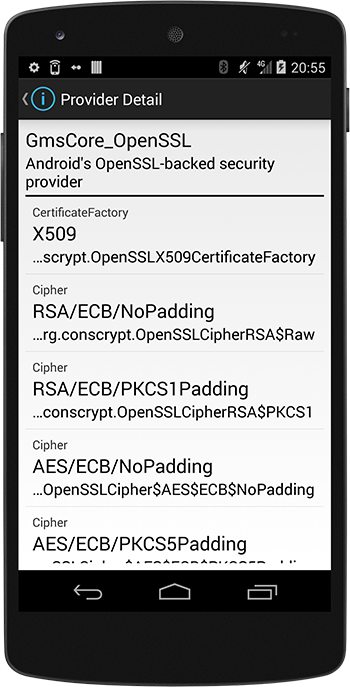 4G
20:55
Provider Detail
GmsCore_OpenSSL
Android's OpenSSL-backed security
provider
CertificateFactory
X509
...scrypt.OpenSSLX509CertificateFactory
Cipher
RSA/ECB/NoPadding
...rg.conscrypt.OpenSSLCipherRSA$Raw
Cipher
RSA/ECB/PKCS1Padding
...conscrypt.OpenSSLCipherRSA$PKCS1
Cipher
AES/ECB/NoPadding
...OpenSSLCipher$AES$ECB$NoPadding
Cipher
AES/ECB/PKCS5Padding